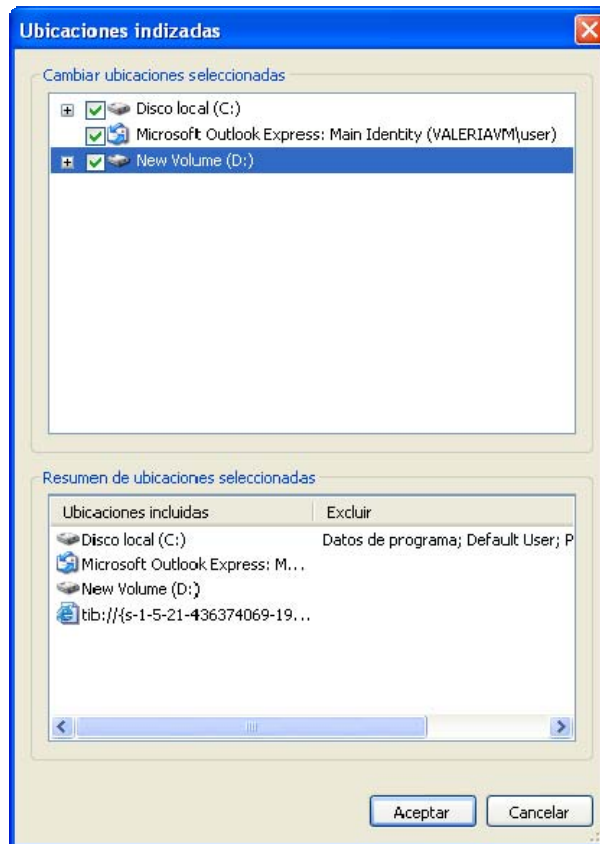 Ubicaciones indizadas
Cambiar ubicaciones seleccionadas
Disco local (C:)
Microsoft Outlook Express: Main Identity (VALERIAVM\user)
New Volume (D:)
Resumen de ubicaciones seleccionadas
Ubicaciones incluidas Excluir
Disco local (C:) Datos de programa; Default User; P
Microsoft Outlook Express: M...
New Volume (D:)
tib://{s-1-5-21-436374069-19...
Aceptar Cancelar